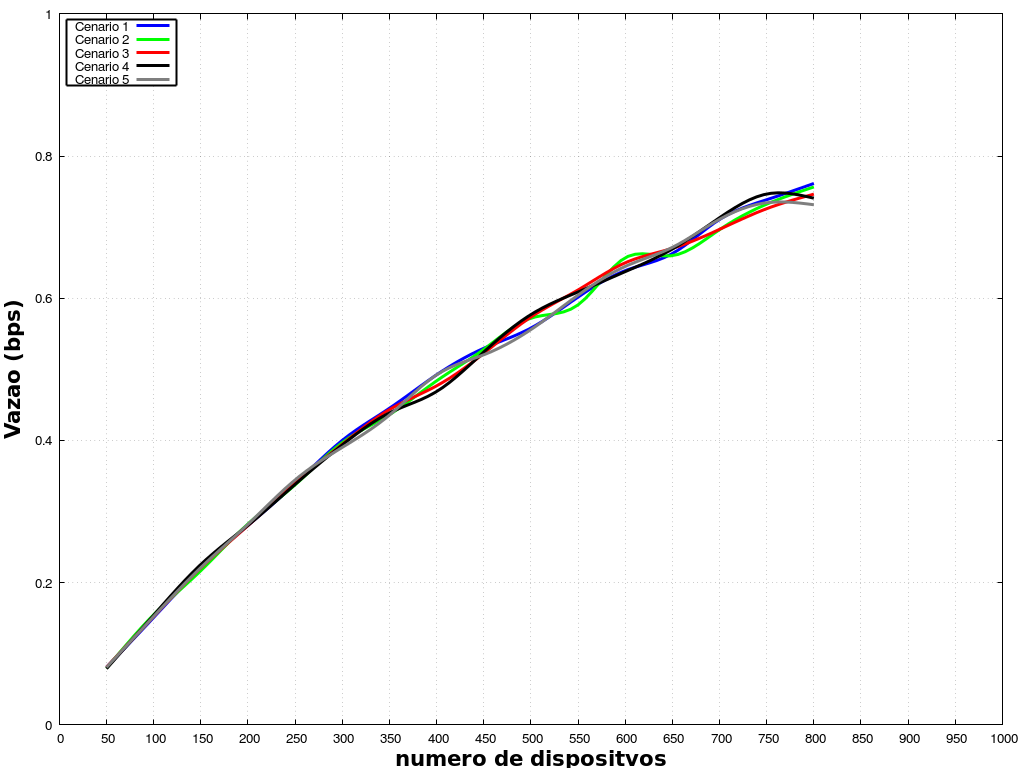 1
Cenario 1
Cenario 2
Cenario 3
Cenario 4
Cenario 5
0.8
0.6
Vazao (bps)
0.4
0.2
0
0 50 100 150 200 250 300 350 400 450 500 550 600 650 700 750 800 850 900 950 1000
numero de dispositvos